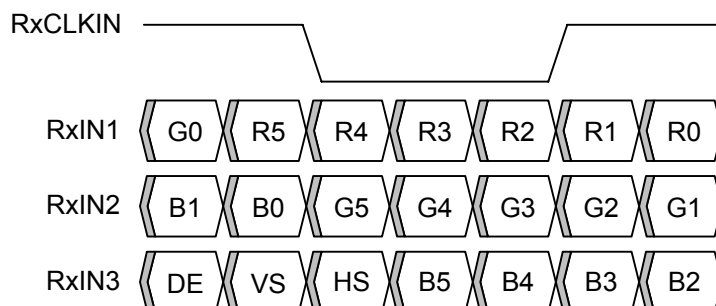 RxCLKIN
RxIN1 G0 R5 R4 R3 R2 R1 R0
RxIN2 B1 B0 G5 G4 G3 G2 G1
RxIN3 DE VS HS B5 B4 B3 B2